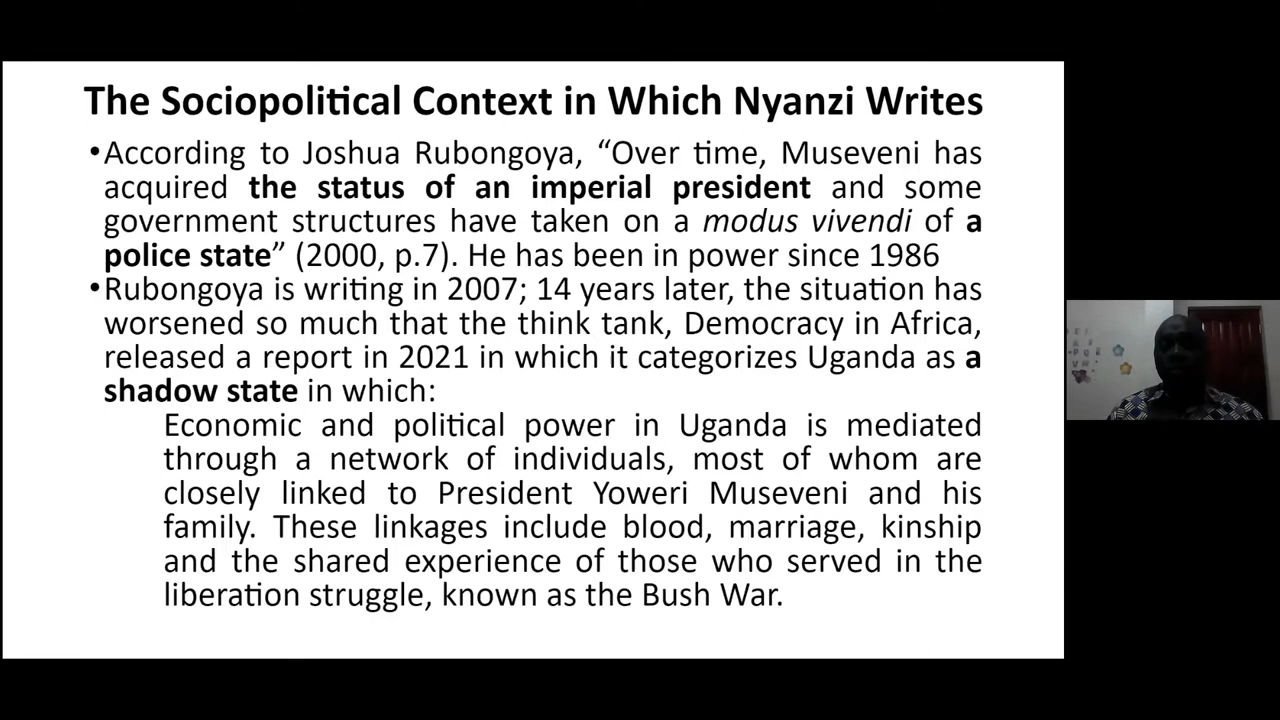 The Sociopolitical Context in Which Nyanzi Writes
•According to Joshua Rubongoya, “Over time, Museveni has
acquired the status of an imperial president and some
government structures have taken on a modus vivendi of a
police state” (2000, p.7). He has been in power since 1986
•Rubongoya is writing in 2007; 14 years later, the situation has
worsened so much that the think tank, Democracy in Africa,
released a report in 2021 in which it categorizes Uganda as a
shadow state in which:
Economic and political power in Uganda is mediated
through a network of individuals, most of whom are
closely linked to President Yoweri Museveni and his
family. These linkages include blood, marriage, kinship
and the shared experience of those who served in the
liberation struggle, known as the Bush War.